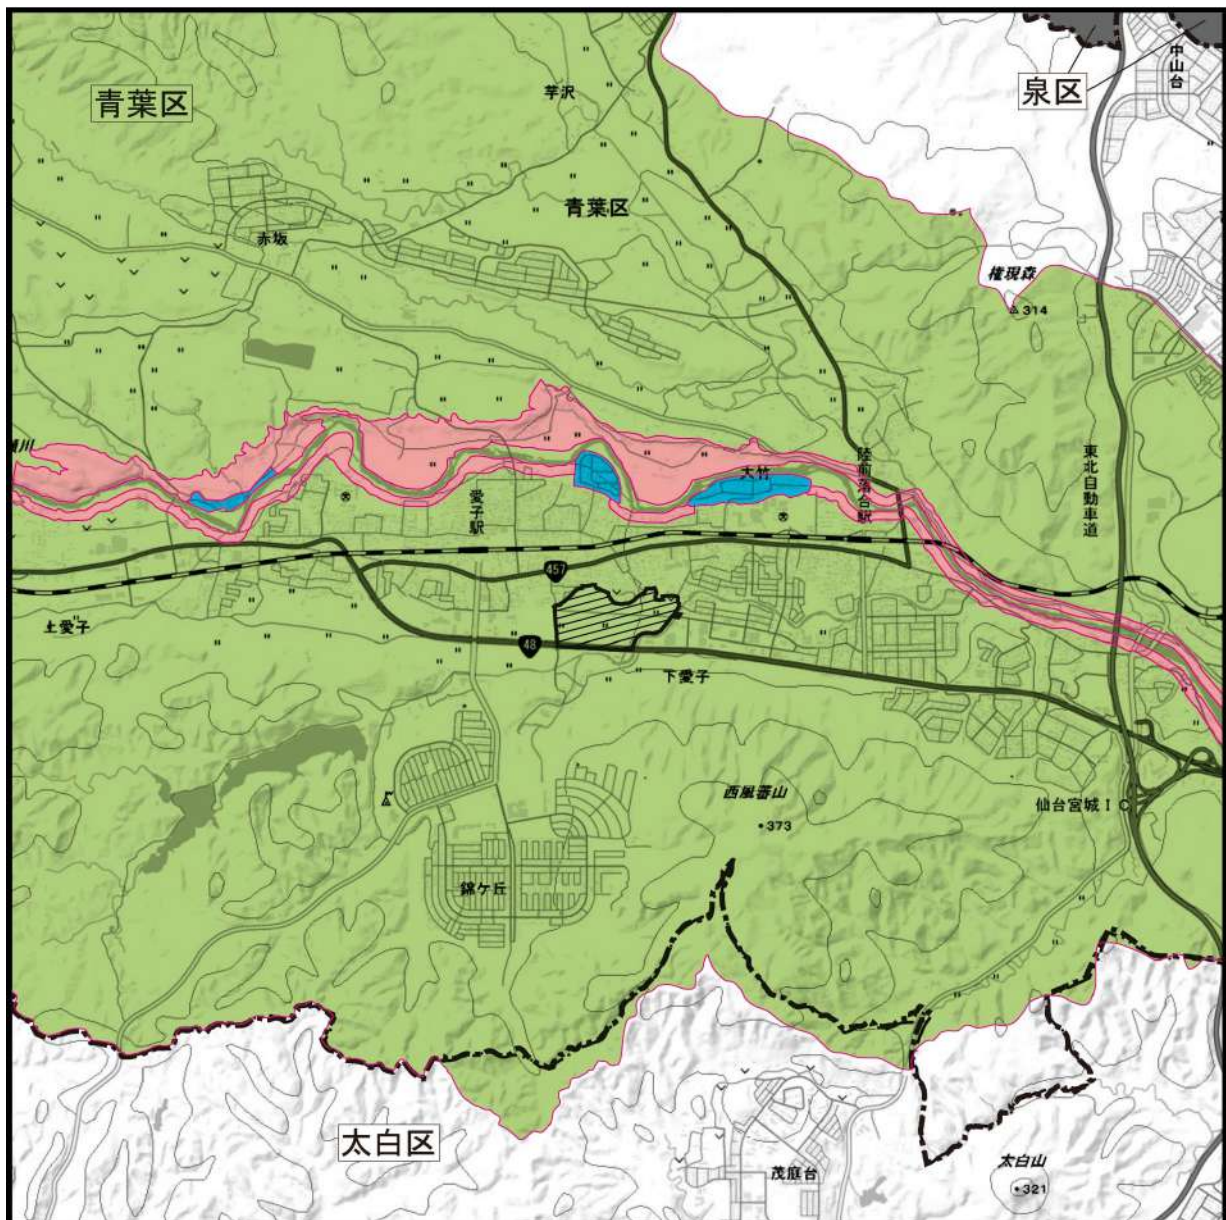 青葉区
泉区
中山台
芋沢
青葉区
赤坂
権現森
314
大竹
陸前落合駅
東北自動車道
愛子駅
457
上愛子
48
下愛子
西風蕃山
373
仙台宮城IC
錦ケ丘
太白区
茂庭台
太白山
321